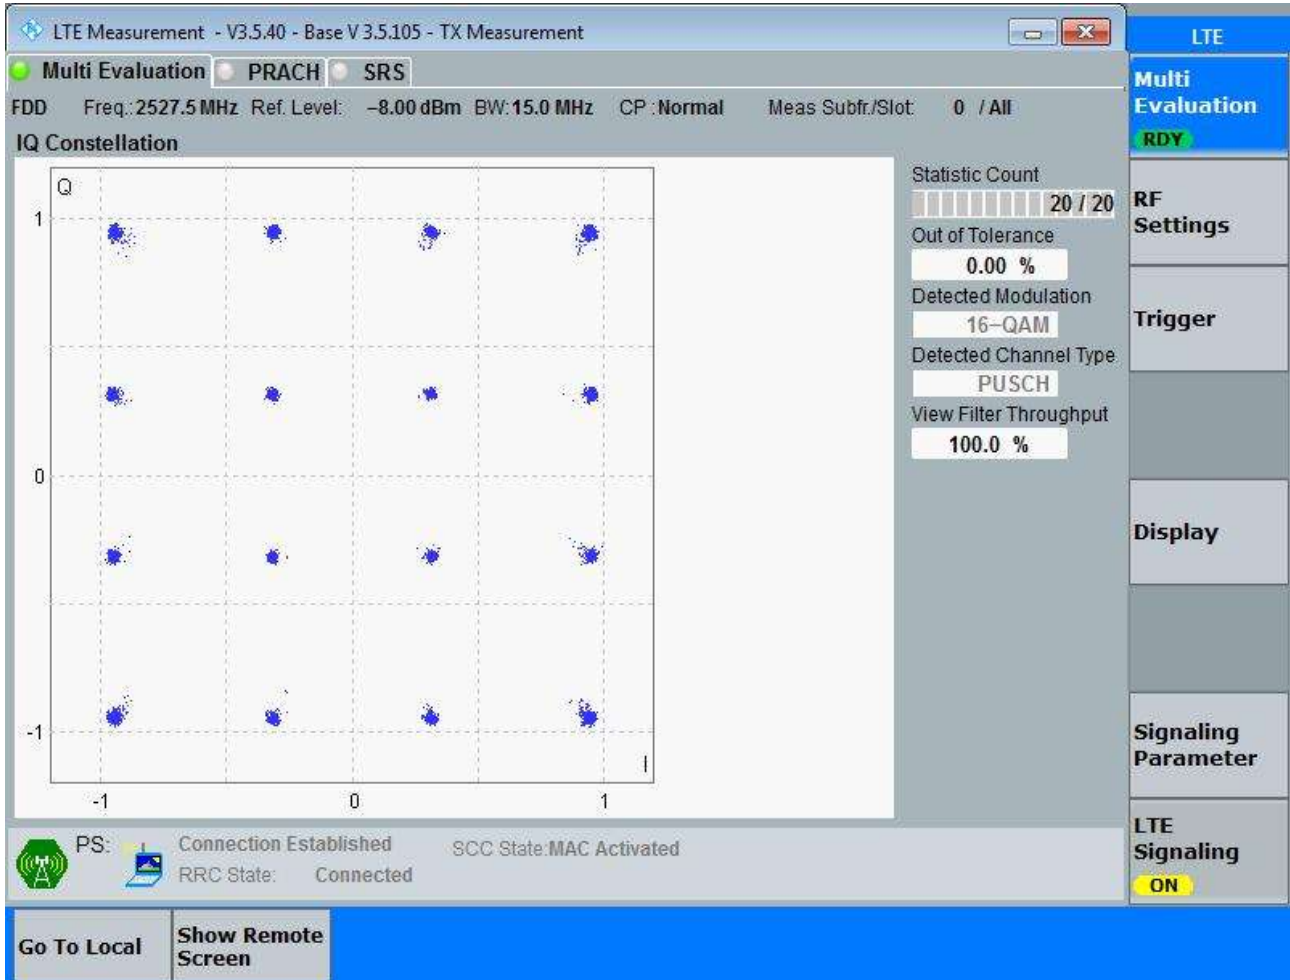 LTE Measurement - V3.5.40 - Base V 3.5.105 - TX Measurement
LTE
Multi Evaluation PRACH SRS
FDD Freq.: 2527.5 MHz Ref. Level: −8.00 dBm BW: 15.0 MHz CP : Normal Meas Subfr./Slot: 0 / All
IQ Constellation
Q
1
0
-1
-1 0 1
I
Statistic Count
20 / 20
Out of Tolerance
0.00 %
Detected Modulation
16−QAM
Detected Channel Type
PUSCH
View Filter Throughput
100.0 %
Multi
Evaluation
RDY
RF
Settings
Trigger
Display
Signaling
Parameter
LTE
Signaling
ON
PS: Connection Established SCC State: MAC Activated
RRC State: Connected
Go To Local
Show Remote
Screen